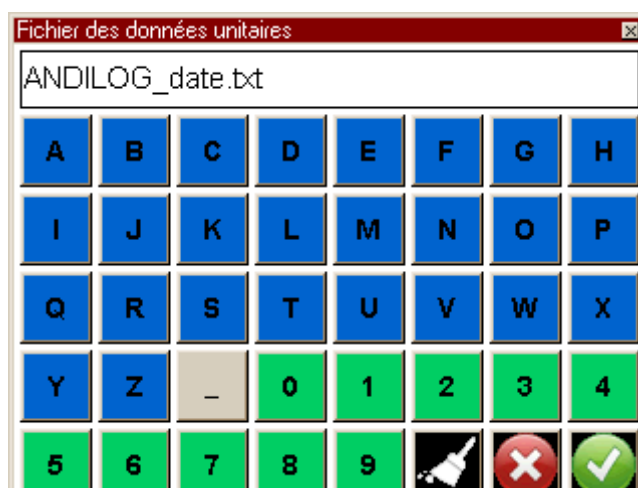 Fichier des données unitaires
ANDILOG_date.txt
A B C D E F G H
I J K L M N O P
Q R S T U V W X
Y Z _ 0 1 2 3 4
5 6 7 8 9